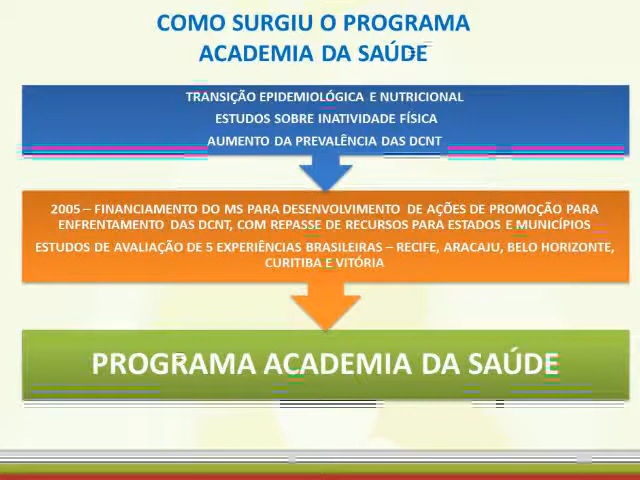 COMO SURGIU O PROGRAMA
ACADEMIA DA SAÚDE
TRANSIÇÃO EPIDEMIOLÓGICA E NUTRICIONAL
ESTUDOS SOBRE INATIVIDADE FÍSICA
AUMENTO DA PREVALÊNCIA DAS DCNT
2005 – FINANCIAMENTO DO MS PARA DESENVOLVIMENTO DE AÇÕES DE PROMOÇÃO PARA
ENFRENTAMENTO DAS DCNT, COM REPASSE DE RECURSOS PARA ESTADOS E MUNICÍPIOS
ESTUDOS DE AVALIAÇÃO DE 5 EXPERIÊNCIAS BRASILEIRAS – RECIFE, ARACAJU, BELO HORIZONTE,
CURITIBA E VITÓRIA
PROGRAMA ACADEMIA DA SAÚDE